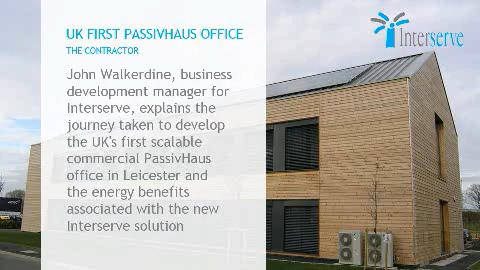 UK FIRST PASSIVHAUS OFFICE
THE CONTRACTOR
Interserve
John Walkerdine, business
development manager for
Interserve, explains the
journey taken to develop
the UK's first scalable
commercial PassivHaus
office in Leicester and
the energy benefits
associated with the new
Interserve solution